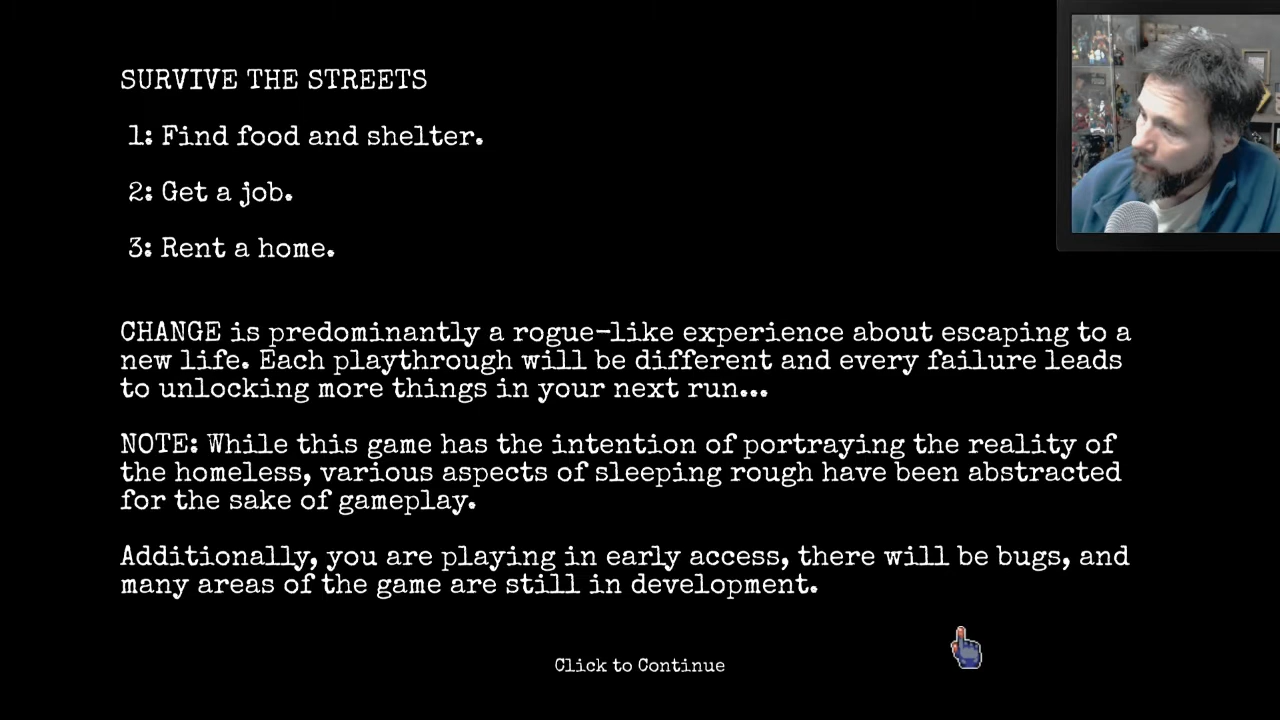 SURVIVE THE STREETS
1: Find food and shelter.
2: Get a job.
3: Rent a home.
CHANGE is predominantly a rogue-like experience about escaping to a
new life. Each playthrough will be different and every failure leads
to unlocking more things in your next run...
NOTE: While this game has the intention of portraying the reality of
the homeless, various aspects of sleeping rough have been abstracted
for the sake of gameplay.
Additionally, you are playing in early access, there will be bugs, and
many areas of the game are still in development.
Click to Continue